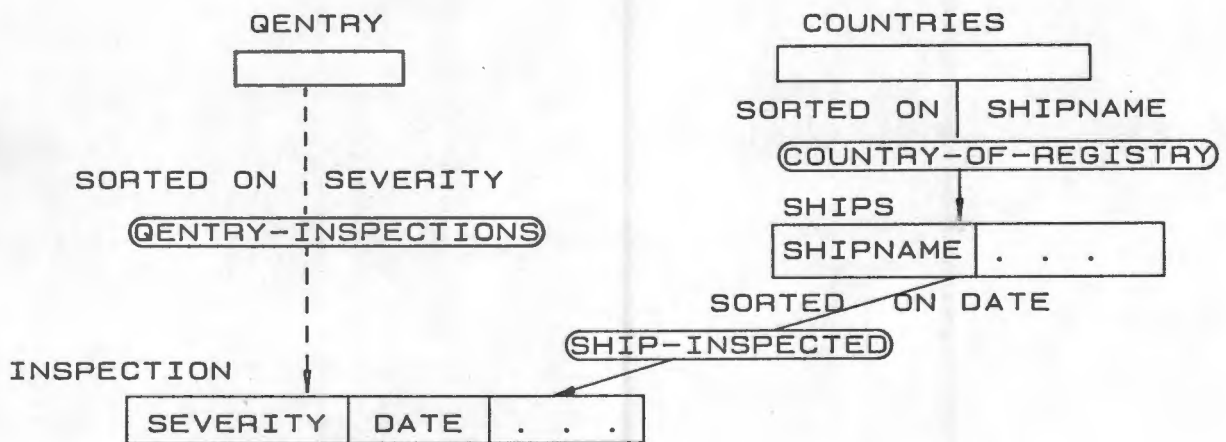 QENTRY
COUNTRIES
SORTED ON SHIPNAME
COUNTRY-OF-REGISTRY
SORTED ON SEVERITY
SHIPS
QENTRY-INSPECTIONS
SHIPNAME . . .
SORTED ON DATE
SHIP-INSPECTED
INSPECTION
SEVERITY DATE . . .